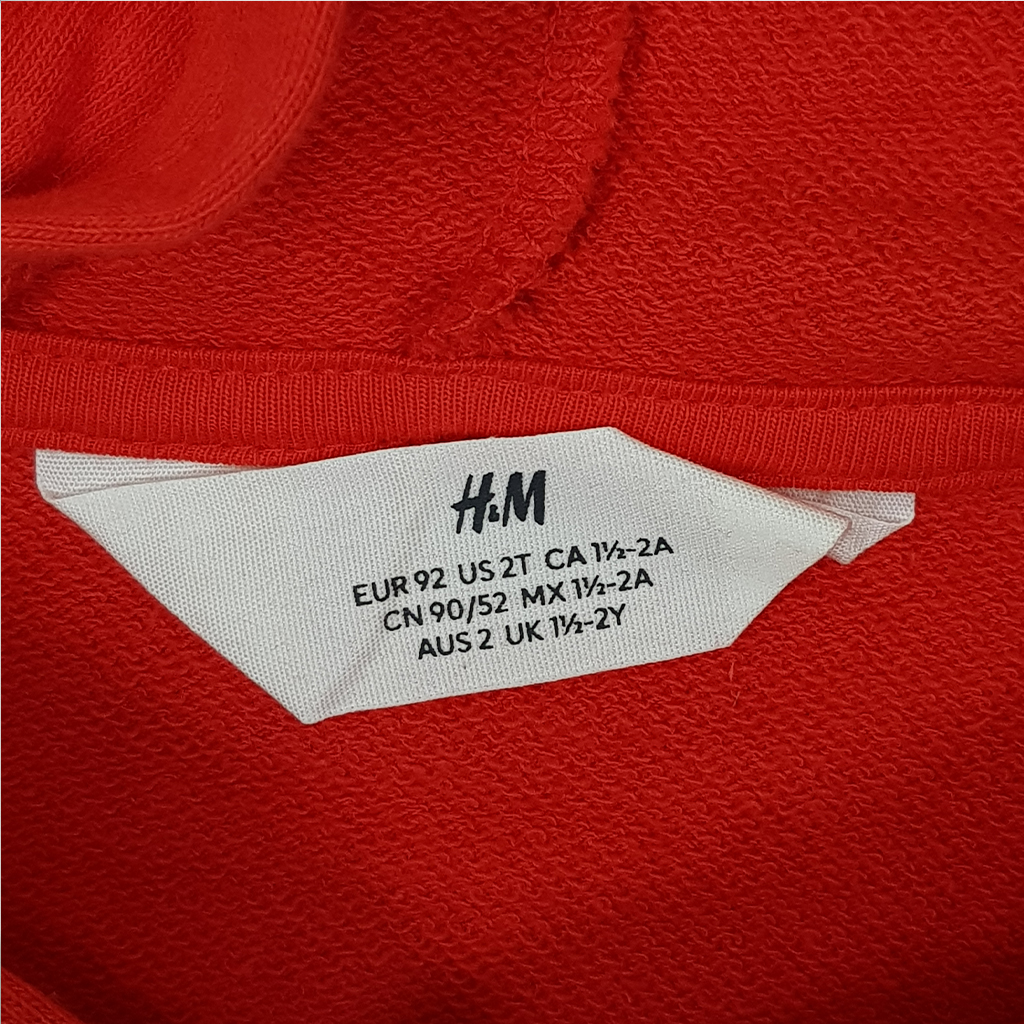 H&M
EUR 92 US 2T CA 1½-2A
CN 90/52 MX 1½-2A
AUS 2 UK 1½-2Y